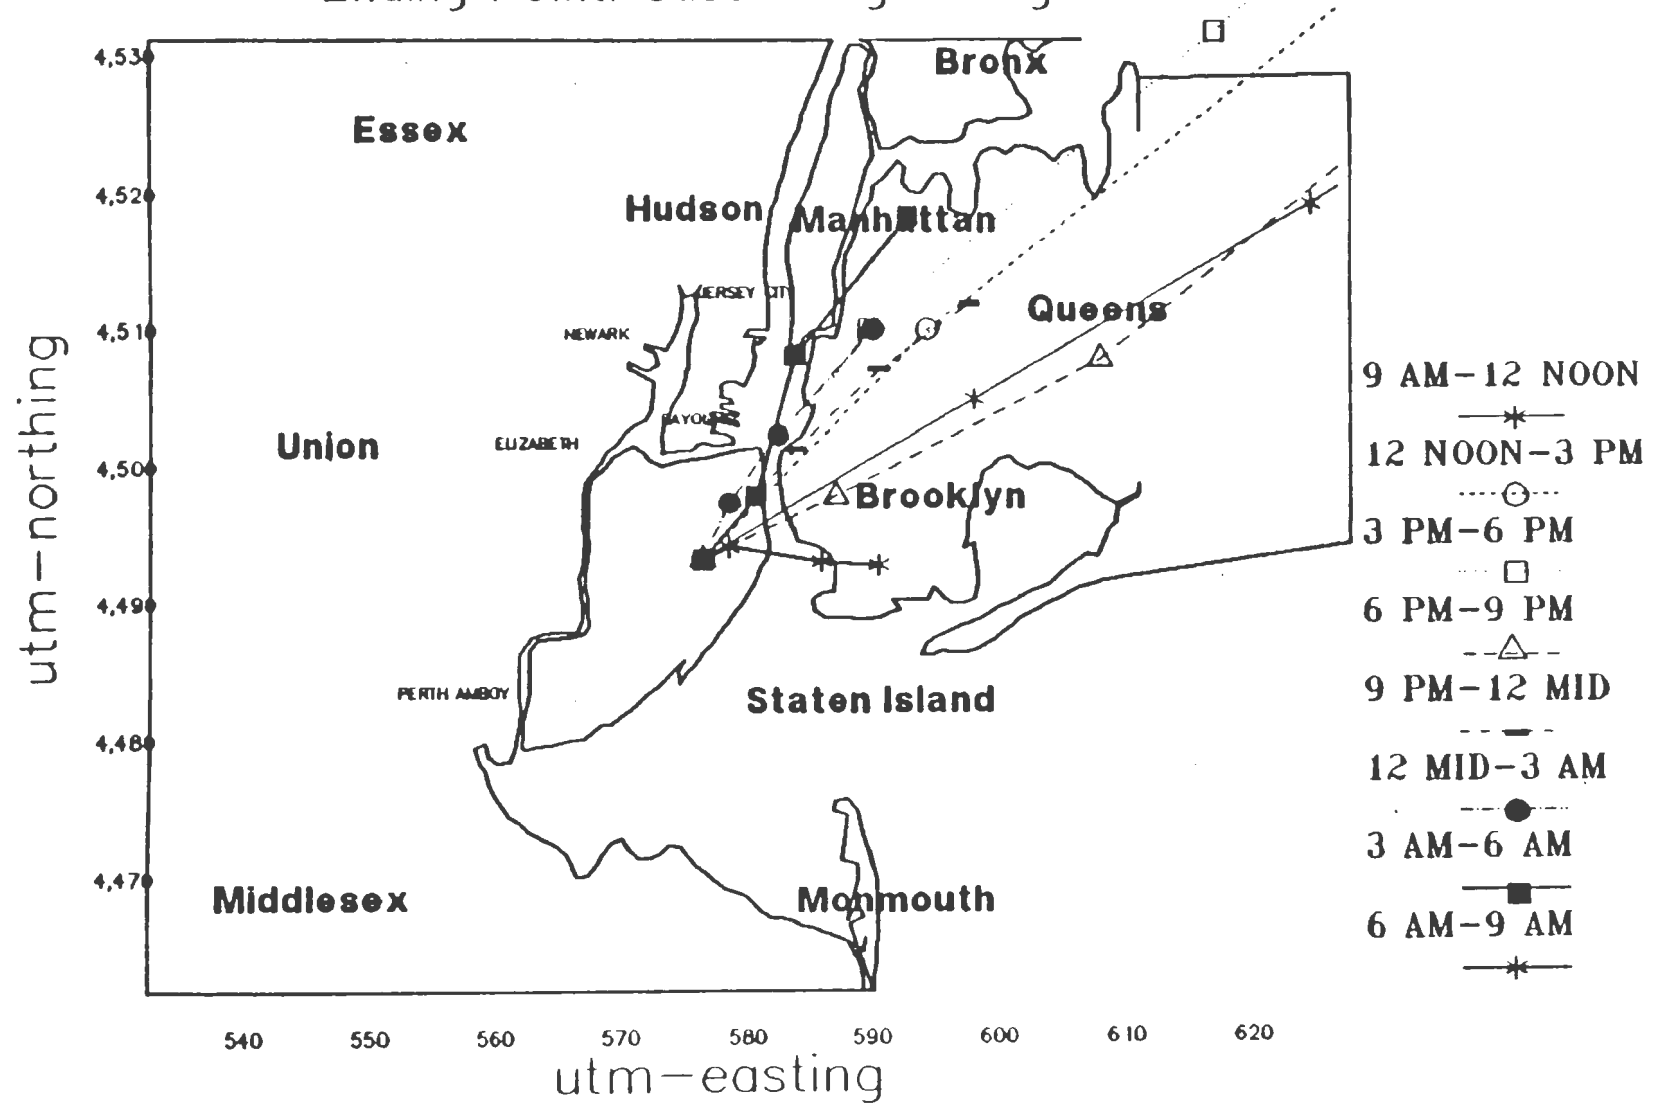 4,53
Bronx
Essex
4,52
Hudson
Manhattan
JERSEY CITY
Queens
NEWARK
4,51
9 AM-12 NOON
BAYONNE
Union
ELIZABETH
12 NOON-3 PM
4,50
Brooklyn
3 PM-6 PM
utm-northing
4,49
6 PM-9 PM
PERTH AMBOY
Staten Island
9 PM-12 MID
4,48
12 MID-3 AM
3 AM-6 AM
4,47
Middlesex
Monmouth
6 AM-9 AM
540 550 560 570 580 590 600 610 620
utm-easting